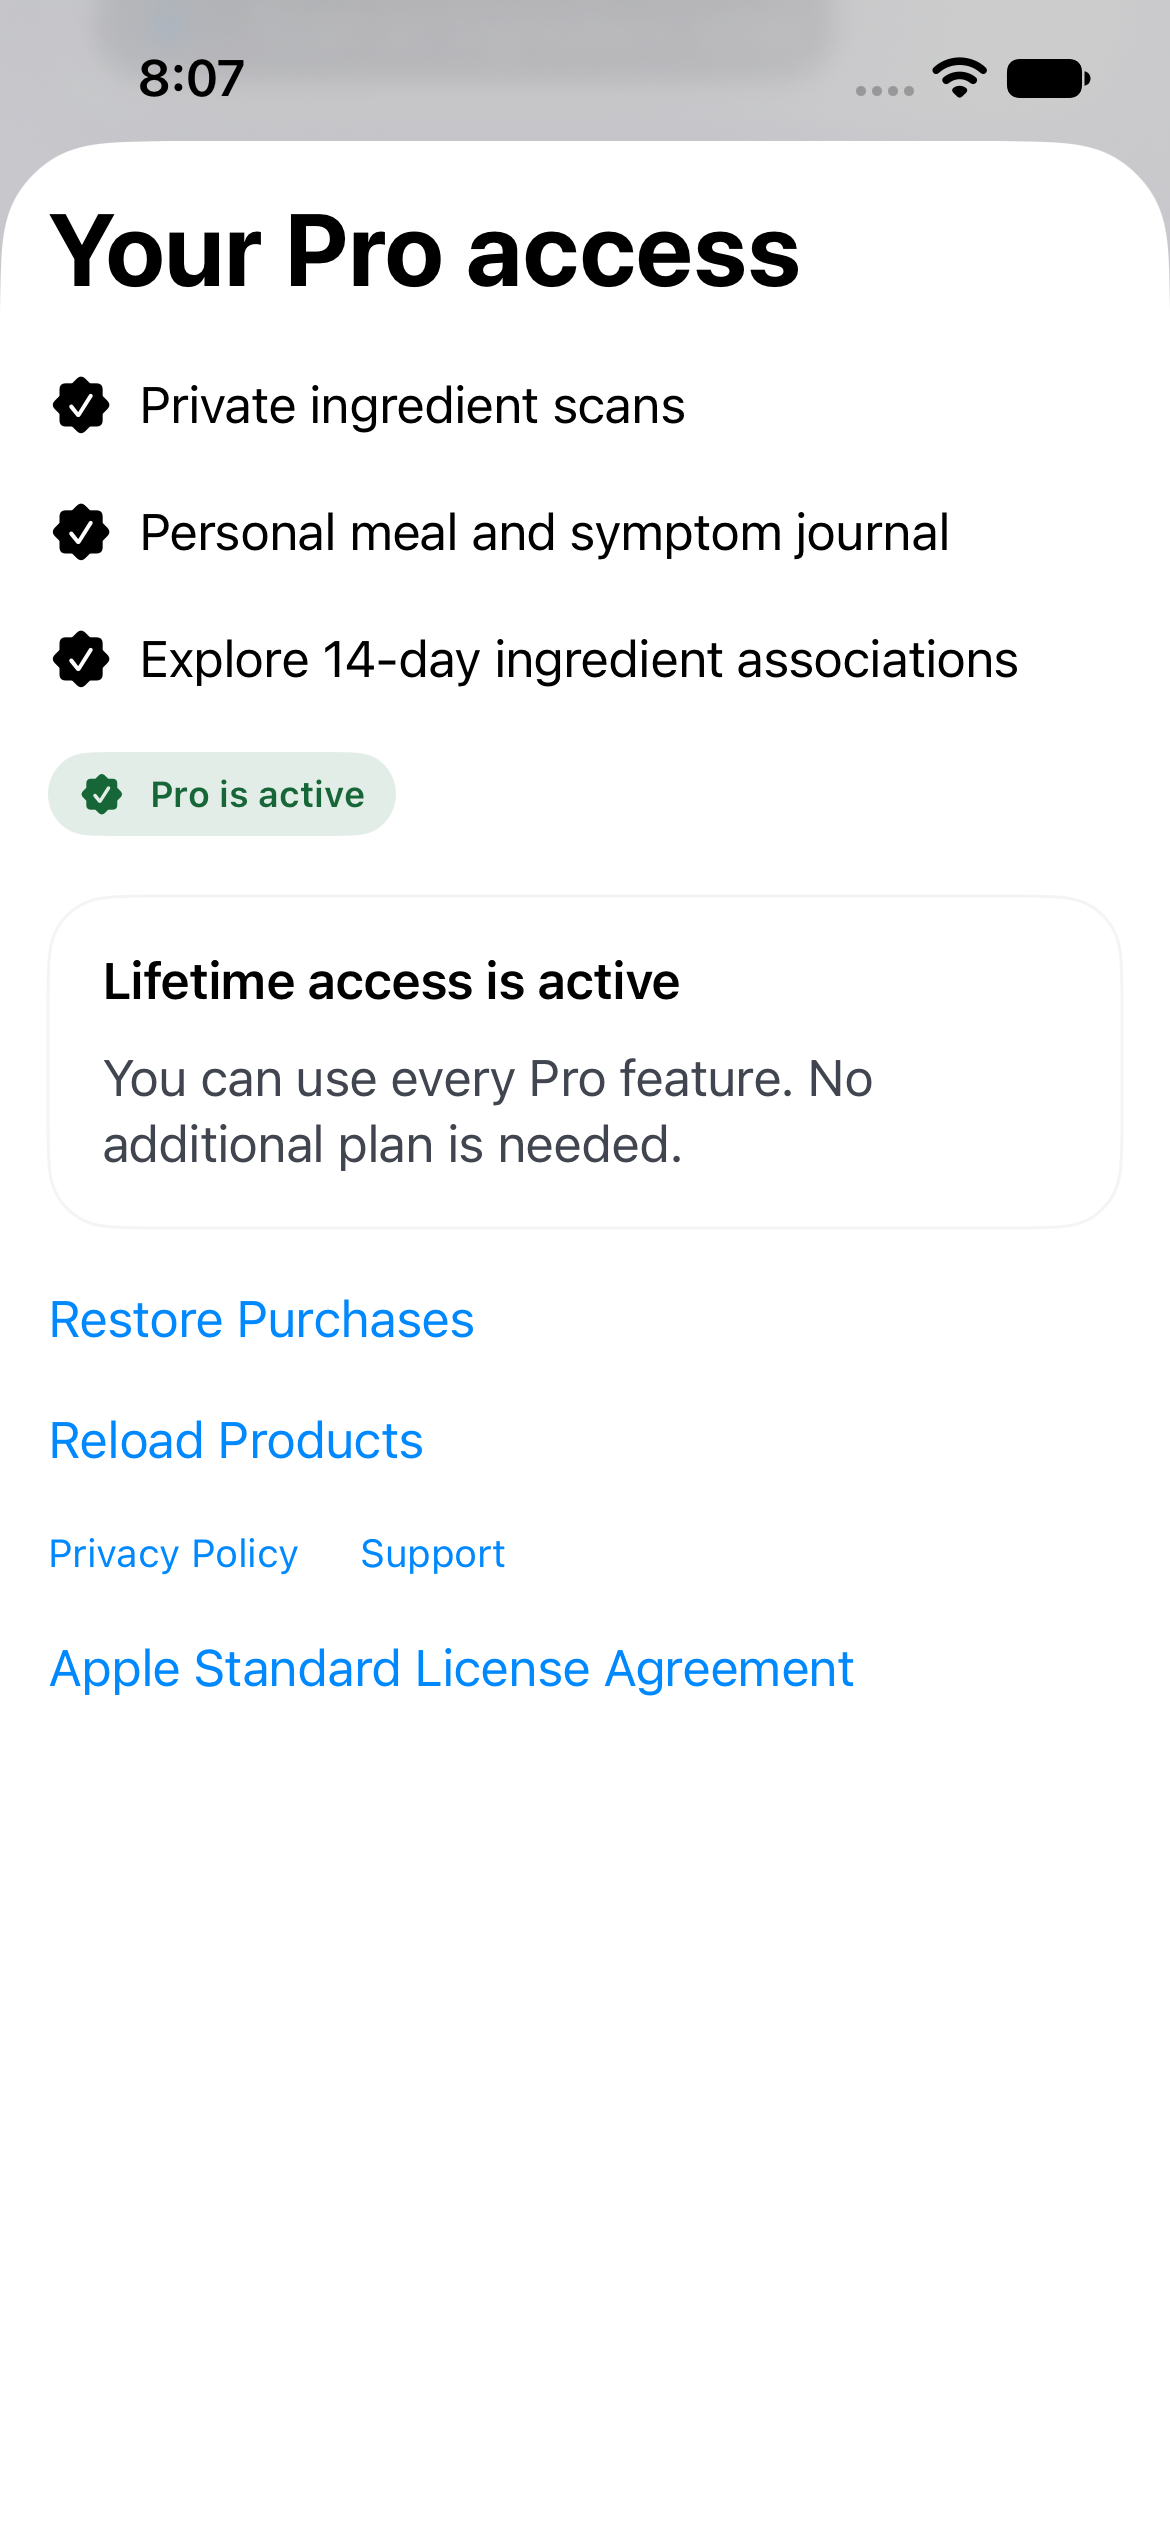 8:07
Your Pro access
Private ingredient scans
Personal meal and symptom journal
Explore 14-day ingredient associations
Pro is active
Lifetime access is active
You can use every Pro feature. No
additional plan is needed.
Restore Purchases
Reload Products
Privacy Policy Support
Apple Standard License Agreement